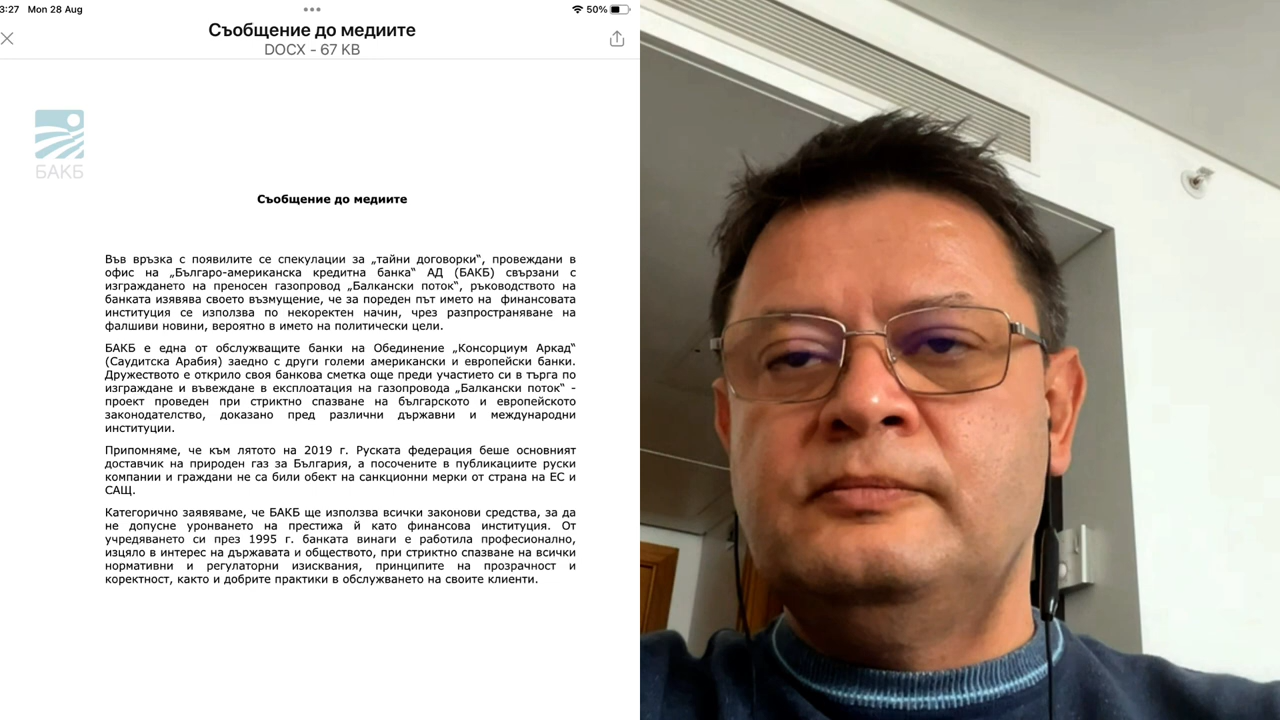 3:27 Mon 28 Aug
50%
Съобщение до медиите
DOCX - 67 KB
БАКБ
Съобщение до медиите
Във връзка с появилите се спекулации за „тайни договорки“, провеждани в
офис на „Българо-американска кредитна банка“ АД (БАКБ) свързани с
изграждането на преносен газопровод „Балкански поток“, ръководството на
банката изявява своето възмущение, че за пореден път името на финансовата
институция се използва по некоректен начин, чрез разпространяване на
фалшиви новини, вероятно в името на политически цели.
БАКБ е една от обслужващите банки на Обединение „Консорциум Аркад“
(Саудитска Арабия) заедно с други големи американски и европейски банки.
Дружеството е открило своя банкова сметка още преди участието си в търга по
изграждане и въвеждане в експлоатация на газопровода „Балкански поток“ -
проект проведен при стриктно спазване на българското и европейското
законодателство, доказано пред различни държавни и международни
институции.
Припомняме, че към лятото на 2019 г. Руската федерация беше основният
доставчик на природен газ за България, а посочените в публикациите руски
компании и граждани не са били обект на санкционни мерки от страна на ЕС и
САЩ.
Категорично заявяваме, че БАКБ ще използва всички законови средства, за да
не допусне уронването на престижа й като финансова институция. От
учредяването си през 1995 г. банката винаги е работила професионално,
изцяло в интерес на държавата и обществото, при стриктно спазване на всички
нормативни и регулаторни изисквания, принципите на прозрачност и
коректност, както и добрите практики в обслужването на своите клиенти.